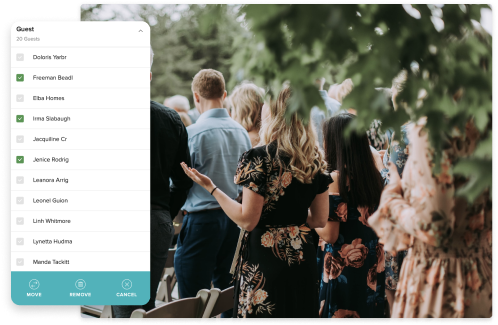 Guest
20 Guests
Doloris Yarbr
Freeman Beadl
Elba Homes
Irma Slabaugh
Jacquiline Cr
Jenice Rodrig
Leanora Arrig
Leonel Guion
Linh Whitmore
Lynetta Hudma
Manda Tackitt
MOVE REMOVE CANCEL